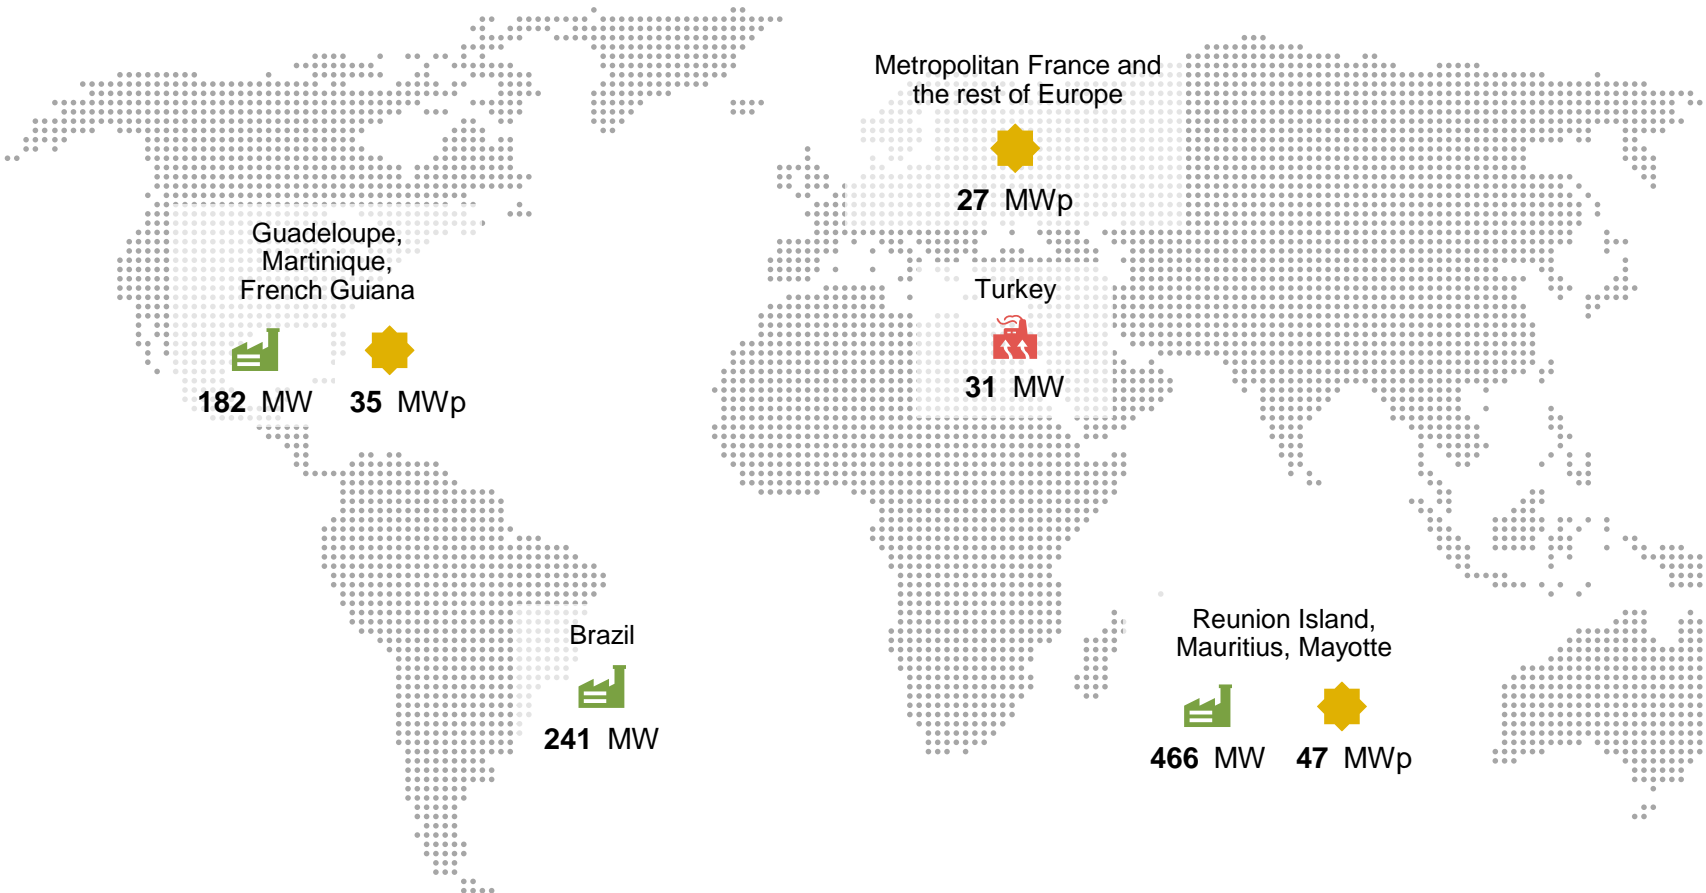 Metropolitan France and
the rest of Europe
27 MWp
Guadeloupe,
Martinique,
French Guiana
182 MW 35 MWp
Turkey
31 MW
Brazil
241 MW
Reunion Island,
Mauritius, Mayotte
466 MW 47 MWp